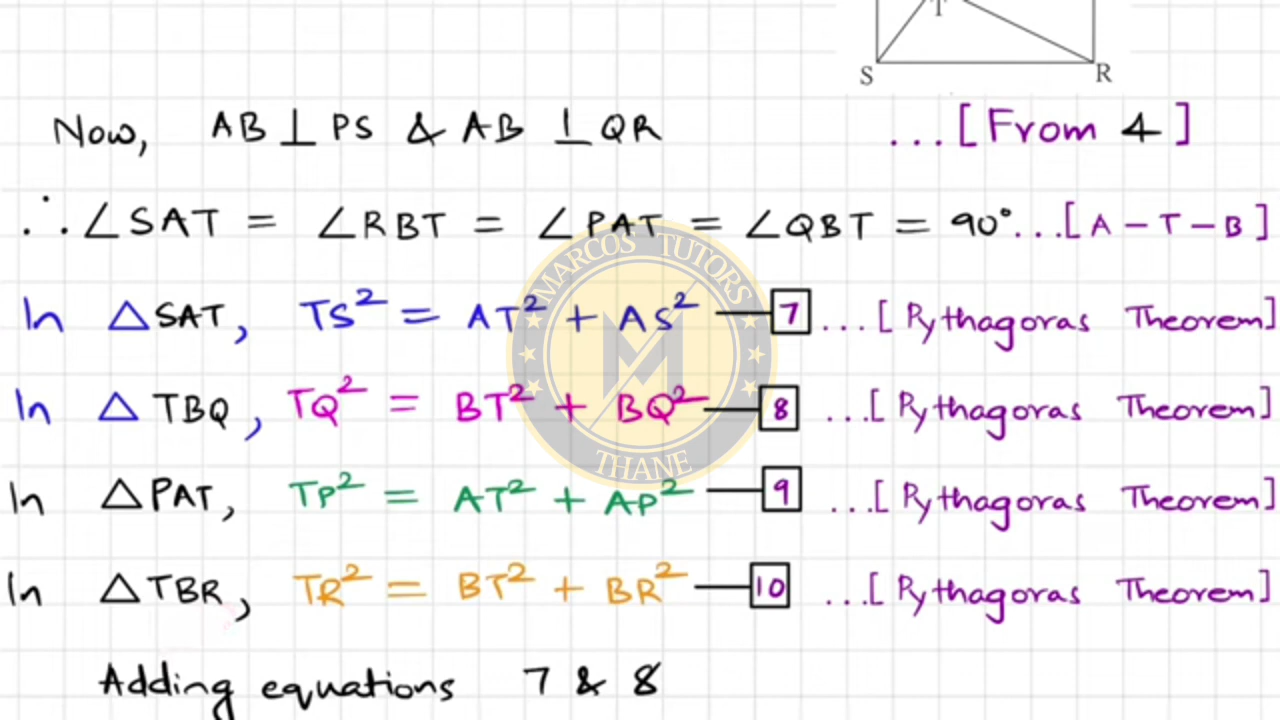 T
S R
Now, AB ⊥ PS & AB ⊥ QR ...[From 4]
∴ ∠SAT = ∠RBT = ∠PAT = ∠QBT = 90° ...[A – T – B]
In △SAT, TS² = AT² + AS² — 7 ...[Pythagoras Theorem]
In △TBQ, TQ² = BT² + BQ² — 8 ...[Pythagoras Theorem]
In △PAT, TP² = AT² + AP² — 9 ...[Pythagoras Theorem]
In △TBR, TR² = BT² + BR² — 10 ...[Pythagoras Theorem]
Adding equations 7 & 8
MARCOS TUTORS
M
THANE